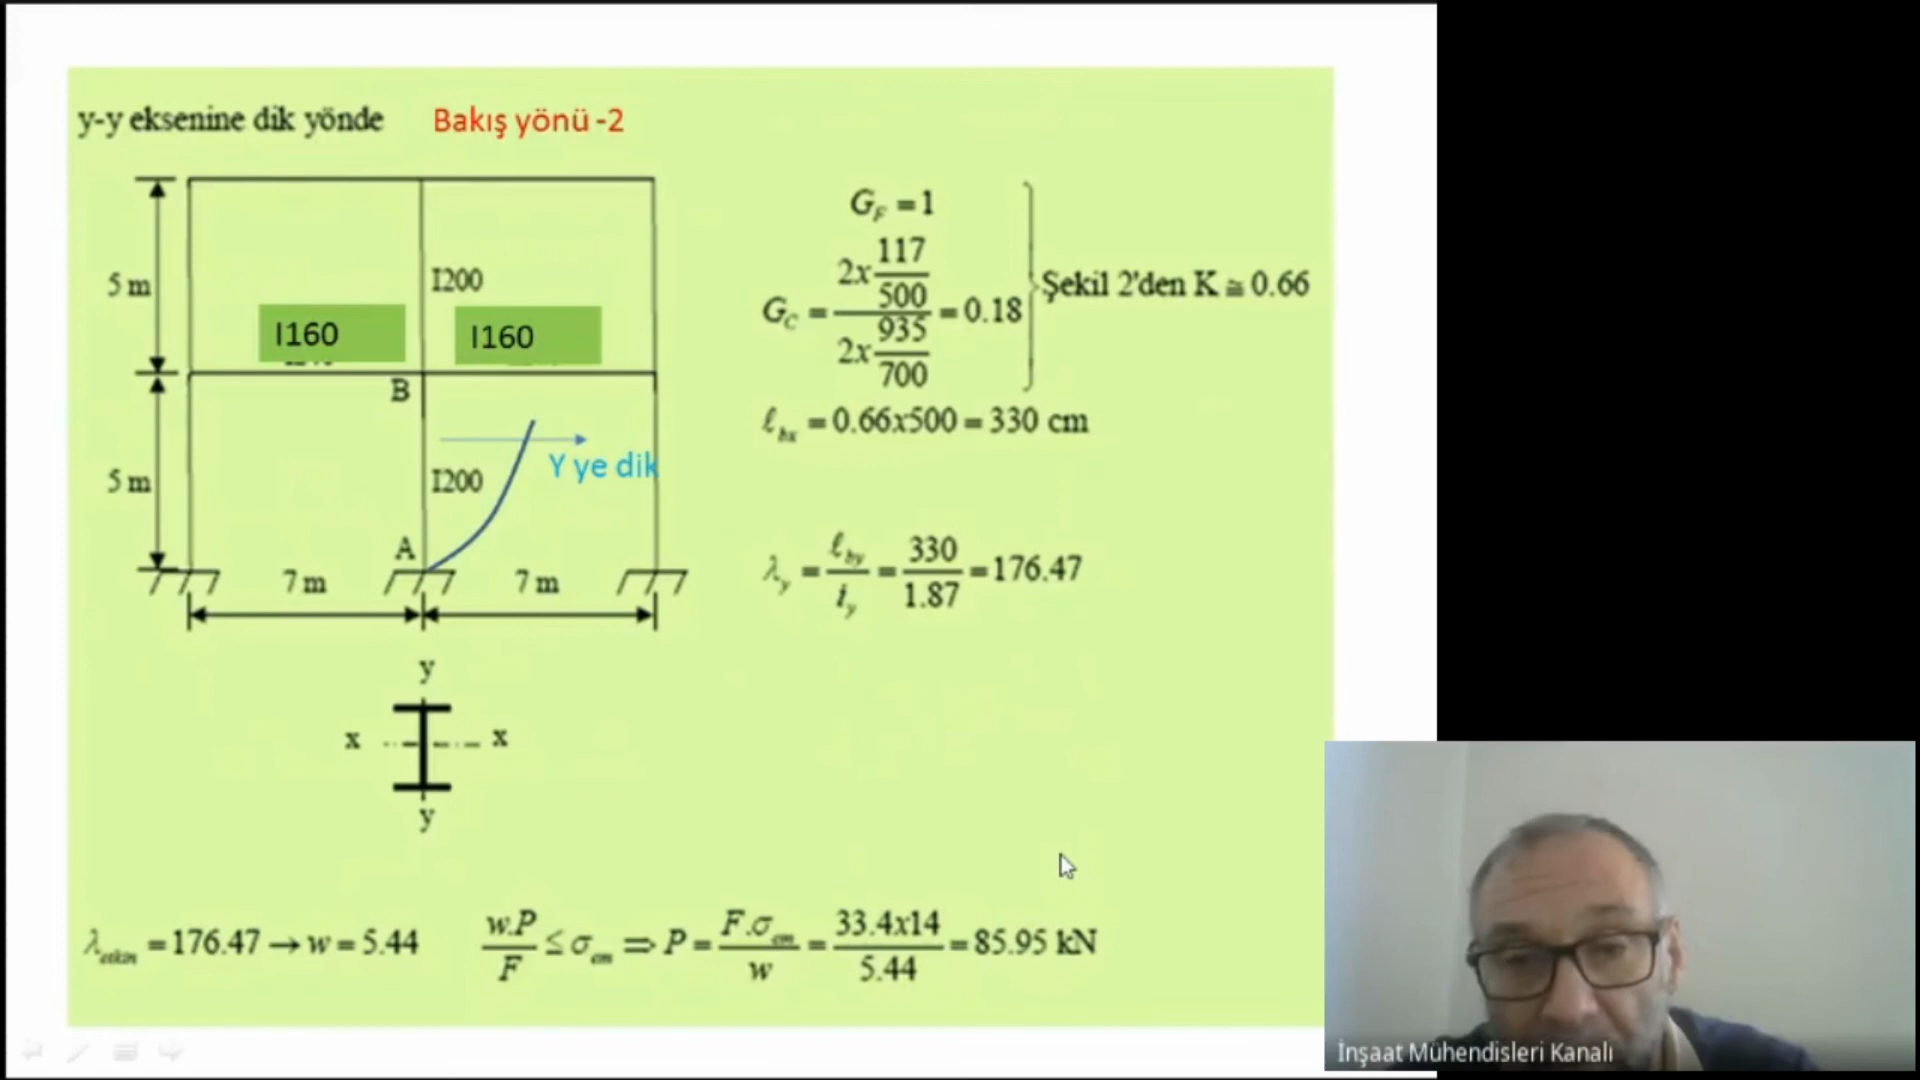 y-y eksenine dik yönde Bakış yönü -2
5 m
I200
I160
I160
B
5 m
I200
Y ye dik
A
7 m
7 m
y
x
x
y
G_F = 1
G_C = (2x 117/500) / (2x 935/700) = 0.18
Şekil 2'den K ≅ 0.66
ℓ_bx = 0.66x500 = 330 cm
λ_y = ℓ_by / i_y = 330 / 1.87 = 176.47
λ_etkin = 176.47 → w = 5.44 w.P / F ≤ σ_em ⇒ P = F.σ_em / w = 33.4x14 / 5.44 = 85.95 kN
İnşaat Mühendisleri Kanalı